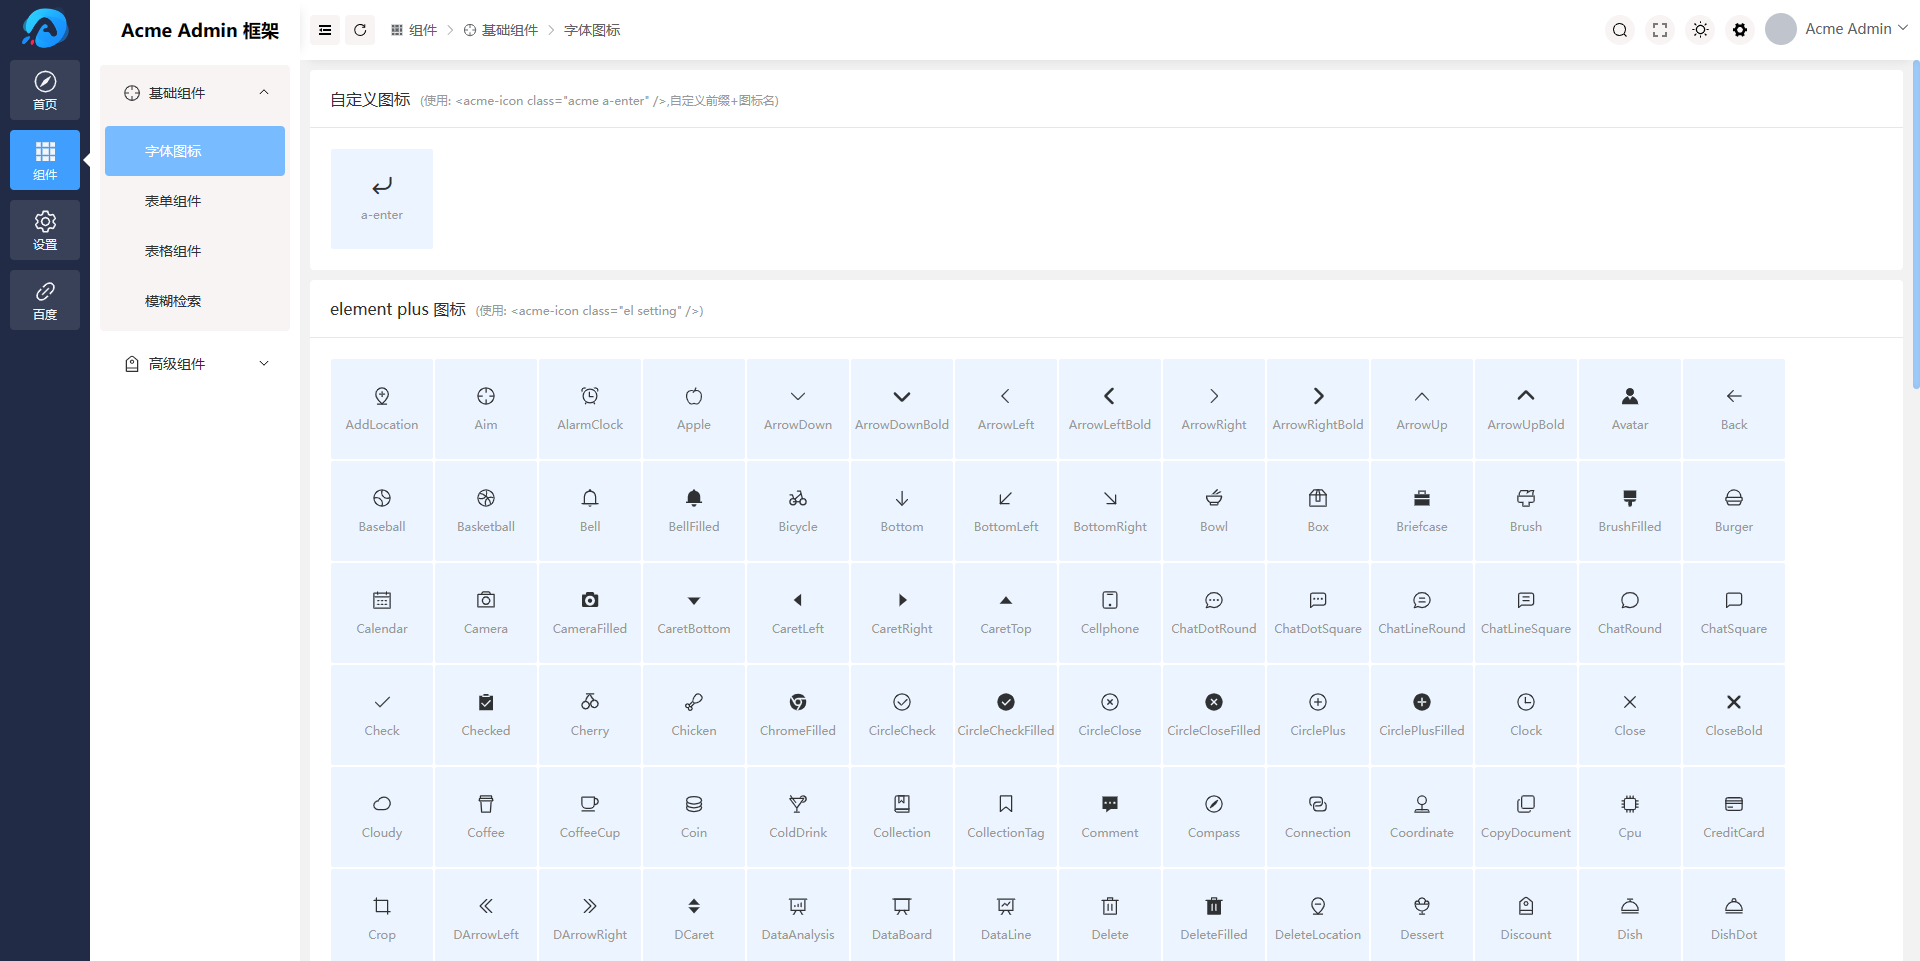 Acme Admin 框架
组件
基础组件
字体图标
Acme Admin
首页
组件
设置
百度
基础组件
字体图标
表单组件
表格组件
模糊检索
高级组件
自定义图标 (使用: <acme-icon class="acme a-enter" />,自定义前缀+图标名)
a-enter
element plus 图标 (使用: <acme-icon class="el setting" />)
AddLocation Aim AlarmClock Apple ArrowDown ArrowDownBold ArrowLeft ArrowLeftBold ArrowRight ArrowRightBold ArrowUp ArrowUpBold Avatar Back
Baseball Basketball Bell BellFilled Bicycle Bottom BottomLeft BottomRight Bowl Box Briefcase Brush BrushFilled Burger
Calendar Camera CameraFilled CaretBottom CaretLeft CaretRight CaretTop Cellphone ChatDotRound ChatDotSquare ChatLineRound ChatLineSquare ChatRound ChatSquare
Check Checked Cherry Chicken ChromeFilled CircleCheck CircleCheckFilled CircleClose CircleCloseFilled CirclePlus CirclePlusFilled Clock Close CloseBold
Cloudy Coffee CoffeeCup Coin ColdDrink Collection CollectionTag Comment Compass Connection Coordinate CopyDocument Cpu CreditCard
Crop DArrowLeft DArrowRight DCaret DataAnalysis DataBoard DataLine Delete DeleteFilled DeleteLocation Dessert Discount Dish DishDot